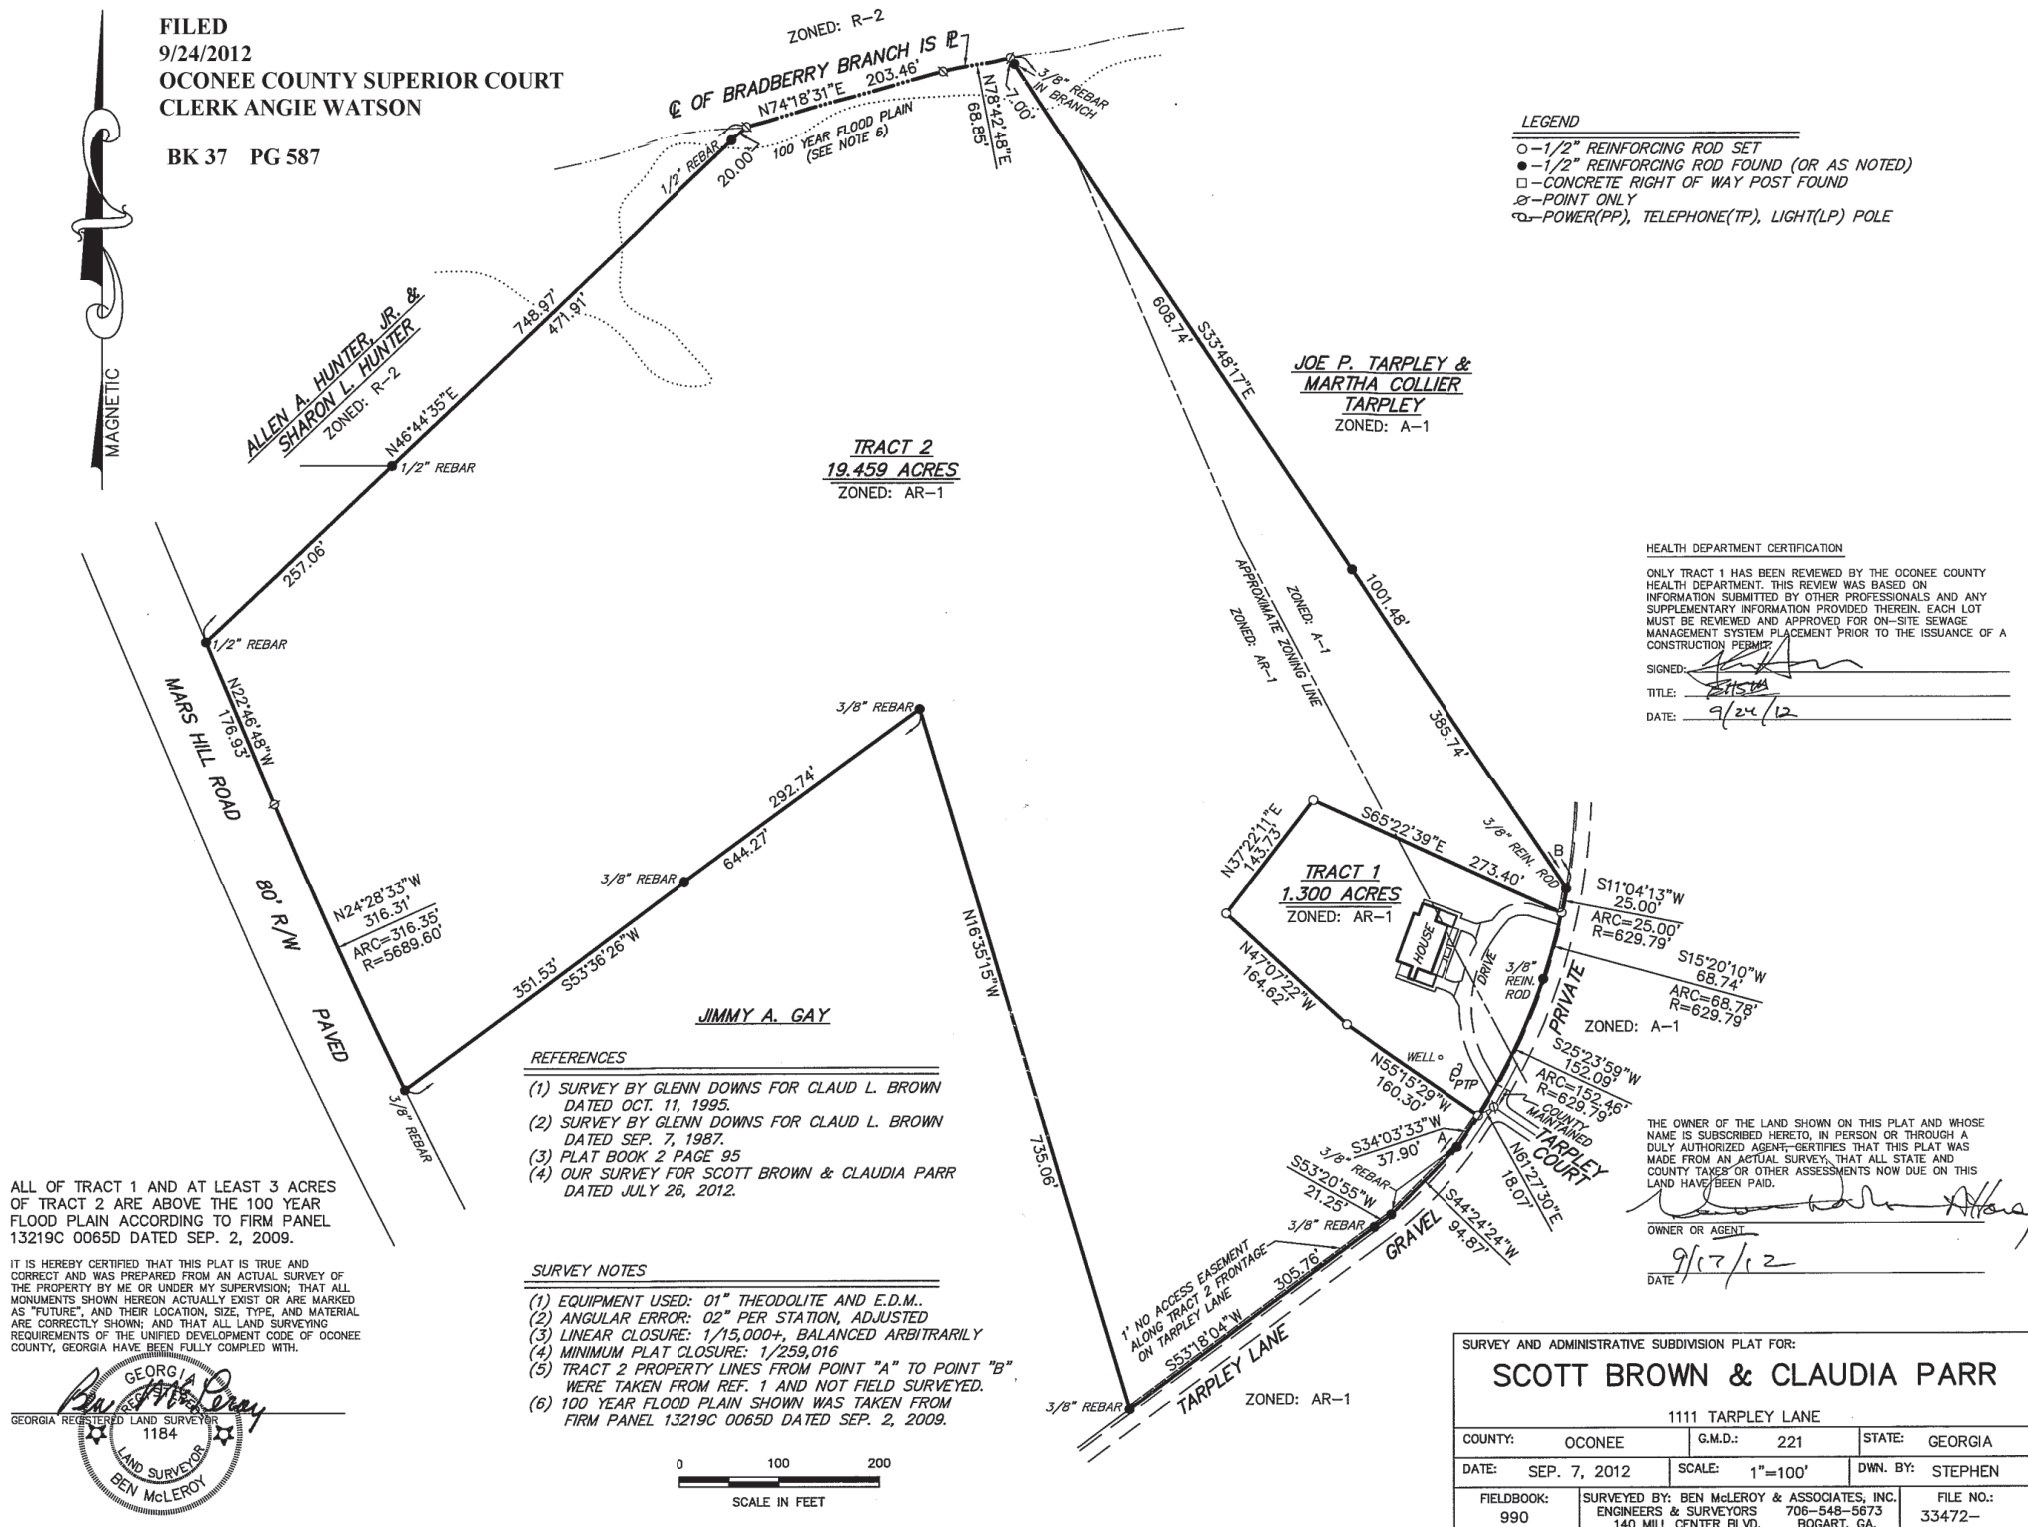 FILED
9/24/2012
OCONEE COUNTY SUPERIOR COURT
CLERK ANGIE WATSON
BK 37 PG 587
MAGNETIC
ZONED: R-2
℄ OF BRADBERRY BRANCH IS ⅊
N74°18'31"E 203.46'
100 YEAR FLOOD PLAIN
(SEE NOTE 6)
N78°42'48"E
68.85'
7.00'
3/8" REBAR
IN BRANCH
1/2" REBAR
20.00'
LEGEND
-1/2" REINFORCING ROD SET
-1/2" REINFORCING ROD FOUND (OR AS NOTED)
-CONCRETE RIGHT OF WAY POST FOUND
-POINT ONLY
-POWER(PP), TELEPHONE(TP), LIGHT(LP) POLE
ALLEN A. HUNTER, JR. &
SHARON L. HUNTER
ZONED: R-2
748.97'
471.91'
N46°44'35"E
1/2" REBAR
257.06'
1/2" REBAR
608.74'
S33°48'17"E
JOE P. TARPLEY &
MARTHA COLLIER
TARPLEY
ZONED: A-1
TRACT 2
19.459 ACRES
ZONED: AR-1
1001.48'
385.74'
ZONED: A-1
APPROXIMATE ZONING LINE
ZONED: AR-1
HEALTH DEPARTMENT CERTIFICATION
ONLY TRACT 1 HAS BEEN REVIEWED BY THE OCONEE COUNTY
HEALTH DEPARTMENT. THIS REVIEW WAS BASED ON
INFORMATION SUBMITTED BY OTHER PROFESSIONALS AND ANY
SUPPLEMENTARY INFORMATION PROVIDED THEREIN. EACH LOT
MUST BE REVIEWED AND APPROVED FOR ON-SITE SEWAGE
MANAGEMENT SYSTEM PLACEMENT PRIOR TO THE ISSUANCE OF A
CONSTRUCTION PERMIT.
SIGNED:
TITLE:
DATE: 9/24/12
N22°46'48"W
176.93'
MARS HILL ROAD
80' R/W
PAVED
N24°28'33"W
316.31'
ARC=316.35'
R=5689.60'
3/8" REBAR
3/8" REBAR
292.74'
644.27'
3/8" REBAR
351.53'
S53°36'26"W
JIMMY A. GAY
N16°35'15"W
735.06'
N37°22'11"E
143.73'
S65°22'39"E
273.40'
3/8" REIN.
ROD
B
TRACT 1
1.300 ACRES
ZONED: AR-1
HOUSE
DRIVE
3/8"
REIN.
ROD
S11°04'13"W
25.00'
ARC=25.00'
R=629.79'
S15°20'10"W
68.74'
ARC=68.78'
R=629.79'
PRIVATE
ZONED: A-1
N47°07'22"W
164.62'
N55°15'29"W
160.30'
WELL
PTP
S25°23'59"W
152.09'
ARC=152.46'
R=629.79'
COUNTY
MAINTAINED
TARPLEY
COURT
N61°27'30"E
18.07'
S34°03'33"W
37.90'
A
3/8" REBAR
S53°20'55"W
21.25'
3/8" REBAR
S44°24'24"W
94.87'
GRAVEL
1' NO ACCESS EASEMENT
ALONG TRACT 2 FRONTAGE
ON TARPLEY LANE
305.76'
S53°18'04"W
TARPLEY LANE
3/8" REBAR
ZONED: AR-1
REFERENCES
(1) SURVEY BY GLENN DOWNS FOR CLAUD L. BROWN
DATED OCT. 11, 1995.
(2) SURVEY BY GLENN DOWNS FOR CLAUD L. BROWN
DATED SEP. 7, 1987.
(3) PLAT BOOK 2 PAGE 95
(4) OUR SURVEY FOR SCOTT BROWN & CLAUDIA PARR
DATED JULY 26, 2012.
SURVEY NOTES
(1) EQUIPMENT USED: 01" THEODOLITE AND E.D.M..
(2) ANGULAR ERROR: 02" PER STATION, ADJUSTED
(3) LINEAR CLOSURE: 1/15,000+, BALANCED ARBITRARILY
(4) MINIMUM PLAT CLOSURE: 1/259,016
(5) TRACT 2 PROPERTY LINES FROM POINT "A" TO POINT "B"
WERE TAKEN FROM REF. 1 AND NOT FIELD SURVEYED.
(6) 100 YEAR FLOOD PLAIN SHOWN WAS TAKEN FROM
FIRM PANEL 13219C 0065D DATED SEP. 2, 2009.
0 100 200
SCALE IN FEET
ALL OF TRACT 1 AND AT LEAST 3 ACRES
OF TRACT 2 ARE ABOVE THE 100 YEAR
FLOOD PLAIN ACCORDING TO FIRM PANEL
13219C 0065D DATED SEP. 2, 2009.
IT IS HEREBY CERTIFIED THAT THIS PLAT IS TRUE AND
CORRECT AND WAS PREPARED FROM AN ACTUAL SURVEY OF
THE PROPERTY BY ME OR UNDER MY SUPERVISION; THAT ALL
MONUMENTS SHOWN HEREON ACTUALLY EXIST OR ARE MARKED
AS "FUTURE", AND THEIR LOCATION, SIZE, TYPE, AND MATERIAL
ARE CORRECTLY SHOWN; AND THAT ALL LAND SURVEYING
REQUIREMENTS OF THE UNIFIED DEVELOPMENT CODE OF OCONEE
COUNTY, GEORGIA HAVE BEEN FULLY COMPLED WITH.
Ben McLeroy
GEORGIA REGISTERED LAND SURVEYOR
GEORGIA
REGISTERED
1184
LAND SURVEYOR
BEN McLEROY
THE OWNER OF THE LAND SHOWN ON THIS PLAT AND WHOSE
NAME IS SUBSCRIBED HERETO, IN PERSON OR THROUGH A
DULY AUTHORIZED AGENT, CERTIFIES THAT THIS PLAT WAS
MADE FROM AN ACTUAL SURVEY, THAT ALL STATE AND
COUNTY TAXES OR OTHER ASSESSMENTS NOW DUE ON THIS
LAND HAVE BEEN PAID.
OWNER OR AGENT
9/17/12
DATE
SURVEY AND ADMINISTRATIVE SUBDIVISION PLAT FOR:
SCOTT BROWN & CLAUDIA PARR
1111 TARPLEY LANE
COUNTY: OCONEE G.M.D.: 221 STATE: GEORGIA
DATE: SEP. 7, 2012 SCALE: 1"=100' DWN. BY: STEPHEN
FIELDBOOK: 990
SURVEYED BY: BEN McLEROY & ASSOCIATES, INC.
ENGINEERS & SURVEYORS 706-548-5673
140 MILL CENTER BLVD. BOGART, GA.
FILE NO.:
33472-